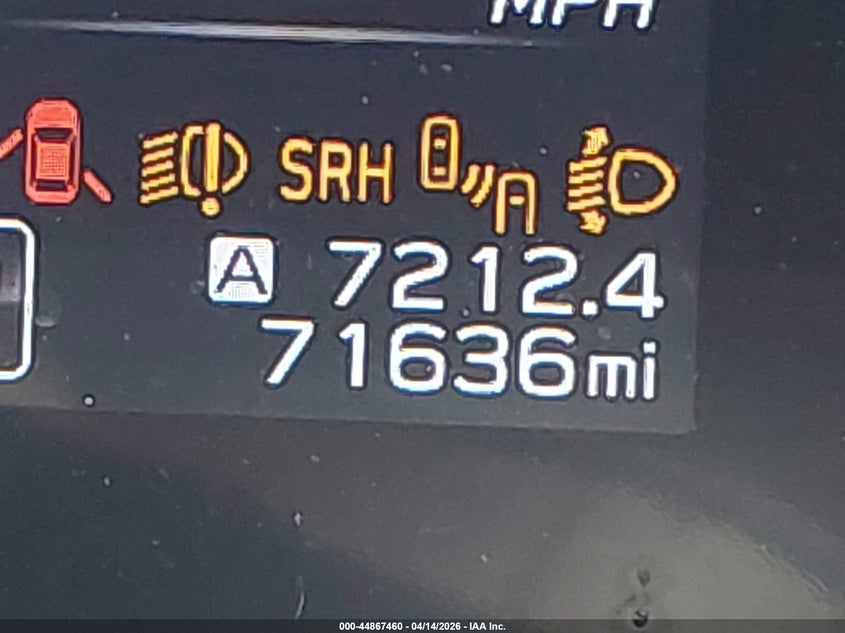 MPH
SRH
A 7212.4
71636mi
000-44867460 - 04/14/2026 - IAA Inc.